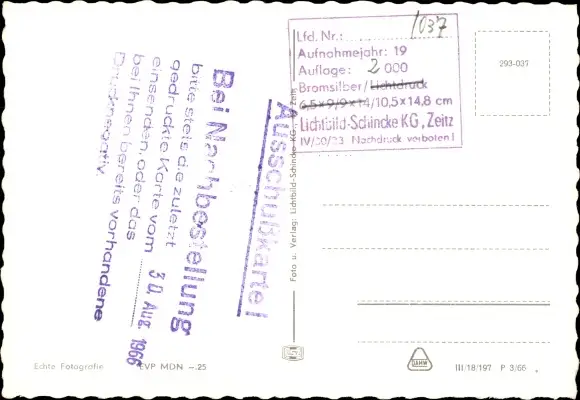 Lfd. Nr.: 1037
Aufnahmejahr: 19
Auflage: 2 000
Bromsilber/Lichtdruck
6,5×9/9×14/10,5×14,8 cm
Lichtbild-Schincke KG, Zeitz
IV/30/23 Nachdruck verboten!
293-037
Ausschußkarte!
Bei Nachbestellung
bitte stets die zuletzt
gedruckte Karte vom 30. Aug. 1966
einsenden, oder das
bei Ihnen bereits vorhandene
Drucknegativ.
Foto u. Verlag: Lichtbild-Schincke KG, Zeitz
Echte Fotografie
EVP MDN -.25
DAHW
III/18/197 P 3/66